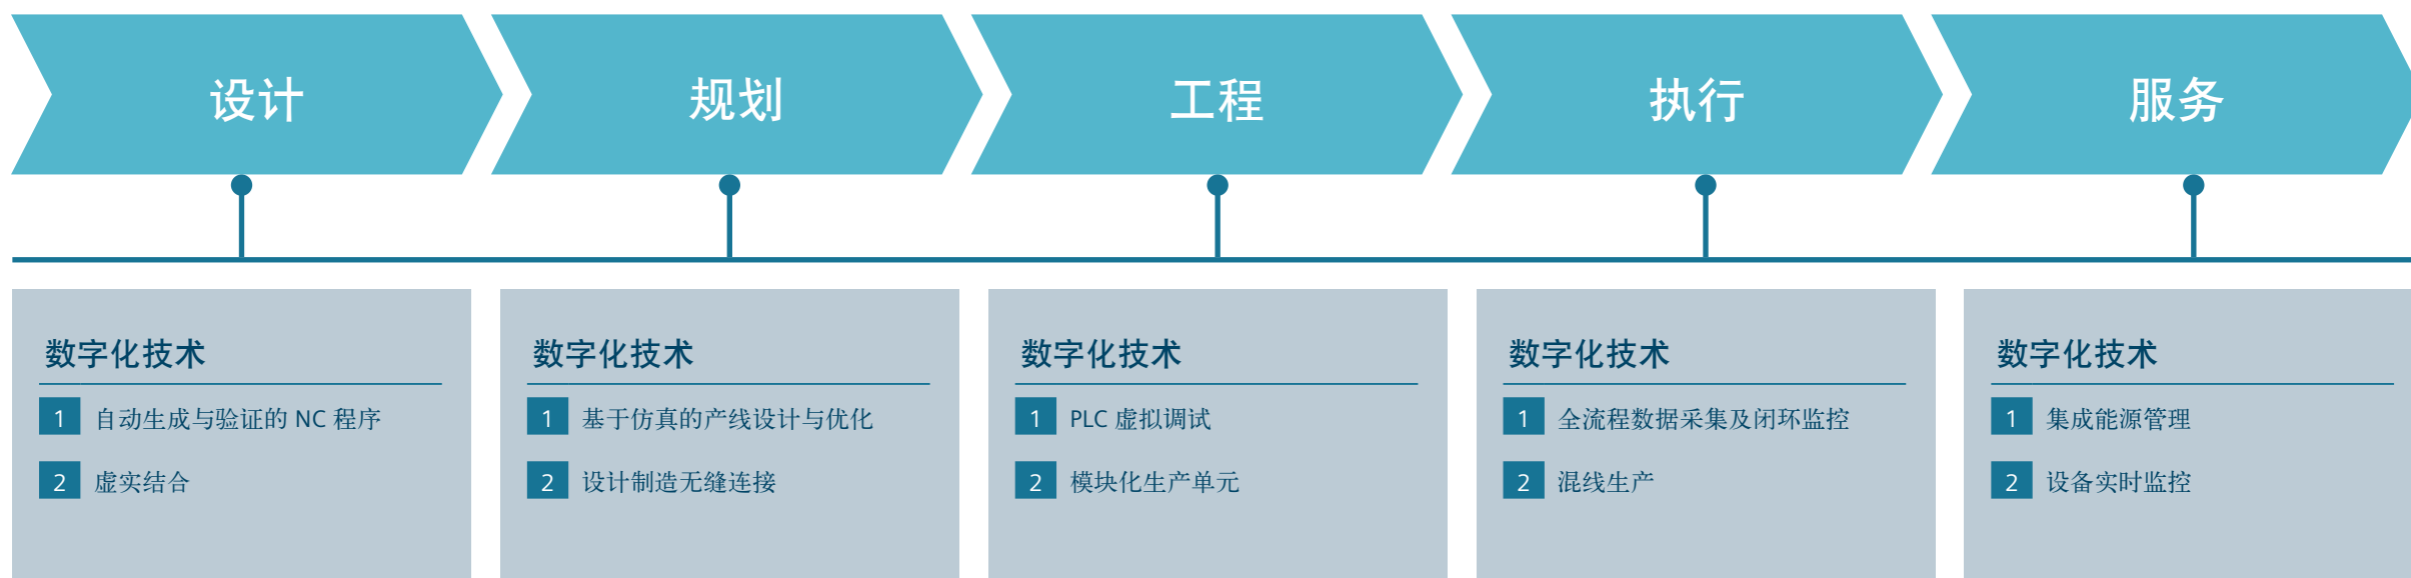 设计
规划
工程
执行
服务
数字化技术
1 自动生成与验证的 NC 程序
2 虚实结合
数字化技术
1 基于仿真的产线设计与优化
2 设计制造无缝连接
数字化技术
1 PLC 虚拟调试
2 模块化生产单元
数字化技术
1 全流程数据采集及闭环监控
2 混线生产
数字化技术
1 集成能源管理
2 设备实时监控